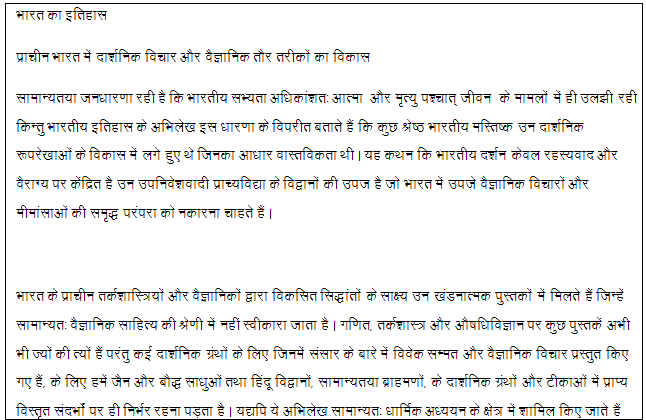 भारत का इतिहास
प्राचीन भारत में दार्शनिक विचार और वैज्ञानिक तौर तरीकों का विकास
सामान्यतया जनधारणा रही है कि भारतीय सभ्यता अधिकांशतः आत्मा और मृत्यु पश्चात् जीवन के मामलों में ही उलझी रही
किन्तु भारतीय इतिहास के अभिलेख इस धारणा के विपरीत बताते हैं कि कुछ श्रेष्ठ भारतीय मस्तिष्क उन दार्शनिक
रूपरेखाओं के विकास में लगे हुए थे जिनका आधार वास्तविकता थी । यह कथन कि भारतीय दर्शन केवल रहस्यवाद और
वैराग्य पर केंद्रित है उन उपनिवेशवादी प्राच्यविद्या के विद्वानों की उपज है जो भारत में उपजे वैज्ञानिक विचारों और
मीमांसाओं की समृद्ध परंपरा को नकारना चाहते हैं ।
भारत के प्राचीन तर्कशास्त्रियों और वैज्ञानिकों द्वारा विकसित सिद्धांतों के साक्ष्य उन खंडनात्मक पुस्तकों में मिलते हैं जिन्हें
सामान्यतः वैज्ञानिक साहित्य की श्रेणी में नहीं स्वीकारा जाता है । गणित, तर्कशास्त्र और औषधिविज्ञान पर कुछ पुस्तकें अभी
भी ज्यों की त्यों हैं परंतु कई दार्शनिक ग्रंथों के लिए जिनमें संसार के बारे में विवेक सम्मत और वैज्ञानिक विचार प्रस्तुत किए
गए हैं, के लिए हमें जैन और बौद्ध साधुओं तथा हिंदू विद्वानों, सामान्यतया ब्राहमणों, के दार्शनिक ग्रंथों और टीकाओं में प्राप्य
विस्तृत संदर्भो पर ही निर्भर रहना पड़ता है । यद्यपि ये अभिलेख सामान्यतः धार्मिक अध्ययन के क्षेत्र में शामिल किए जाते हैं